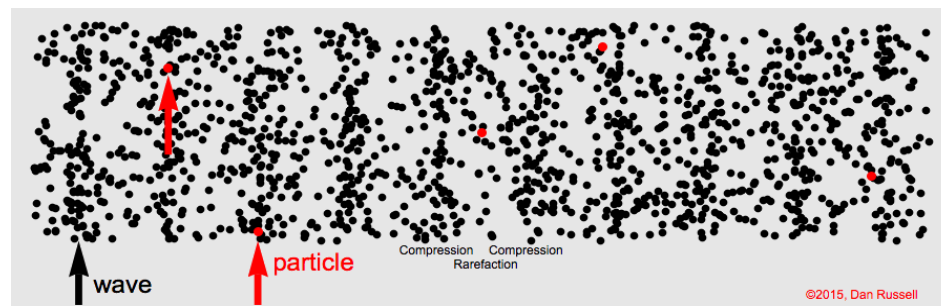 Compression Compression
Rarefaction
particle
wave
©2015, Dan Russell